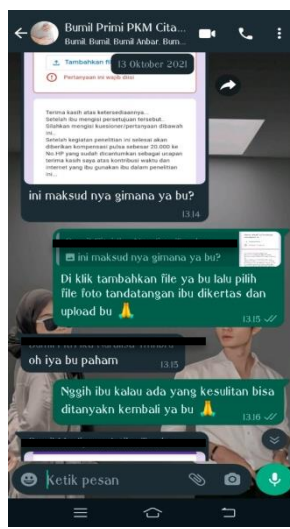 Bumil Primi PKM Cita...
Bumil, Bumil, Bumil Anbar, Bum...
Tambahkan
13 Oktober 2021
Pertanyaan ini wajib diisi
Terima kasih atas ketersediaannya...
Setelah ibu mengisi persetujuan tersebut..
Silahkan mengisi kuesioner/pertanyaan dibawah
ini...
Setelah kegiatan penelitian ini selesai akan
diberikan kompensasi pulsa sebesar 20.000 ke
No.HP yang sudah dicantumkan sebagai ucapan
terima kasih saya atas kontribusi waktu dan
internet yang ibu gunakan ibu dalam penelitian
ini...
ini maksud nya gimana ya bu?
13.14
ini maksud nya gimana ya bu?
Di klik tambahkan file ya bu lalu pilih
file foto tandatangan ibu dikertas dan
upload bu 🙏
13.15
oh iya bu paham
13.15
Nggih ibu kalau ada yang kesulitan bisa
ditanyakn kembali ya bu 🙏
13.16
Ketik pesan